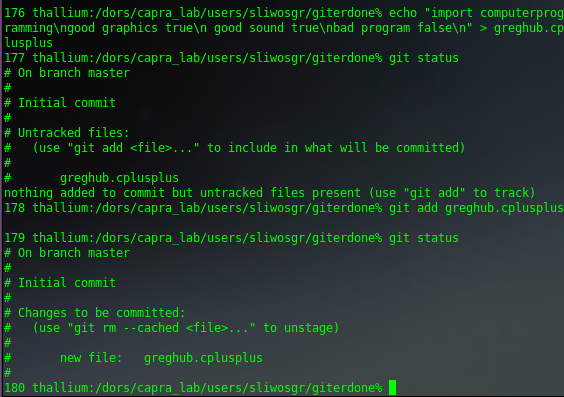 176 thallium:/dors/capra_lab/users/sliwosgr/giterdone% echo "import computerprog
ramming\ngood graphics true\n good sound true\nbad program false\n" > greghub.cp
lusplus
177 thallium:/dors/capra_lab/users/sliwosgr/giterdone% git status
# On branch master
#
# Initial commit
#
# Untracked files:
#   (use "git add <file>..." to include in what will be committed)
#
#       greghub.cplusplus
nothing added to commit but untracked files present (use "git add" to track)
178 thallium:/dors/capra_lab/users/sliwosgr/giterdone% git add greghub.cplusplus
179 thallium:/dors/capra_lab/users/sliwosgr/giterdone% git status
# On branch master
#
# Initial commit
#
# Changes to be committed:
#   (use "git rm --cached <file>..." to unstage)
#
#       new file:   greghub.cplusplus
#
180 thallium:/dors/capra_lab/users/sliwosgr/giterdone%